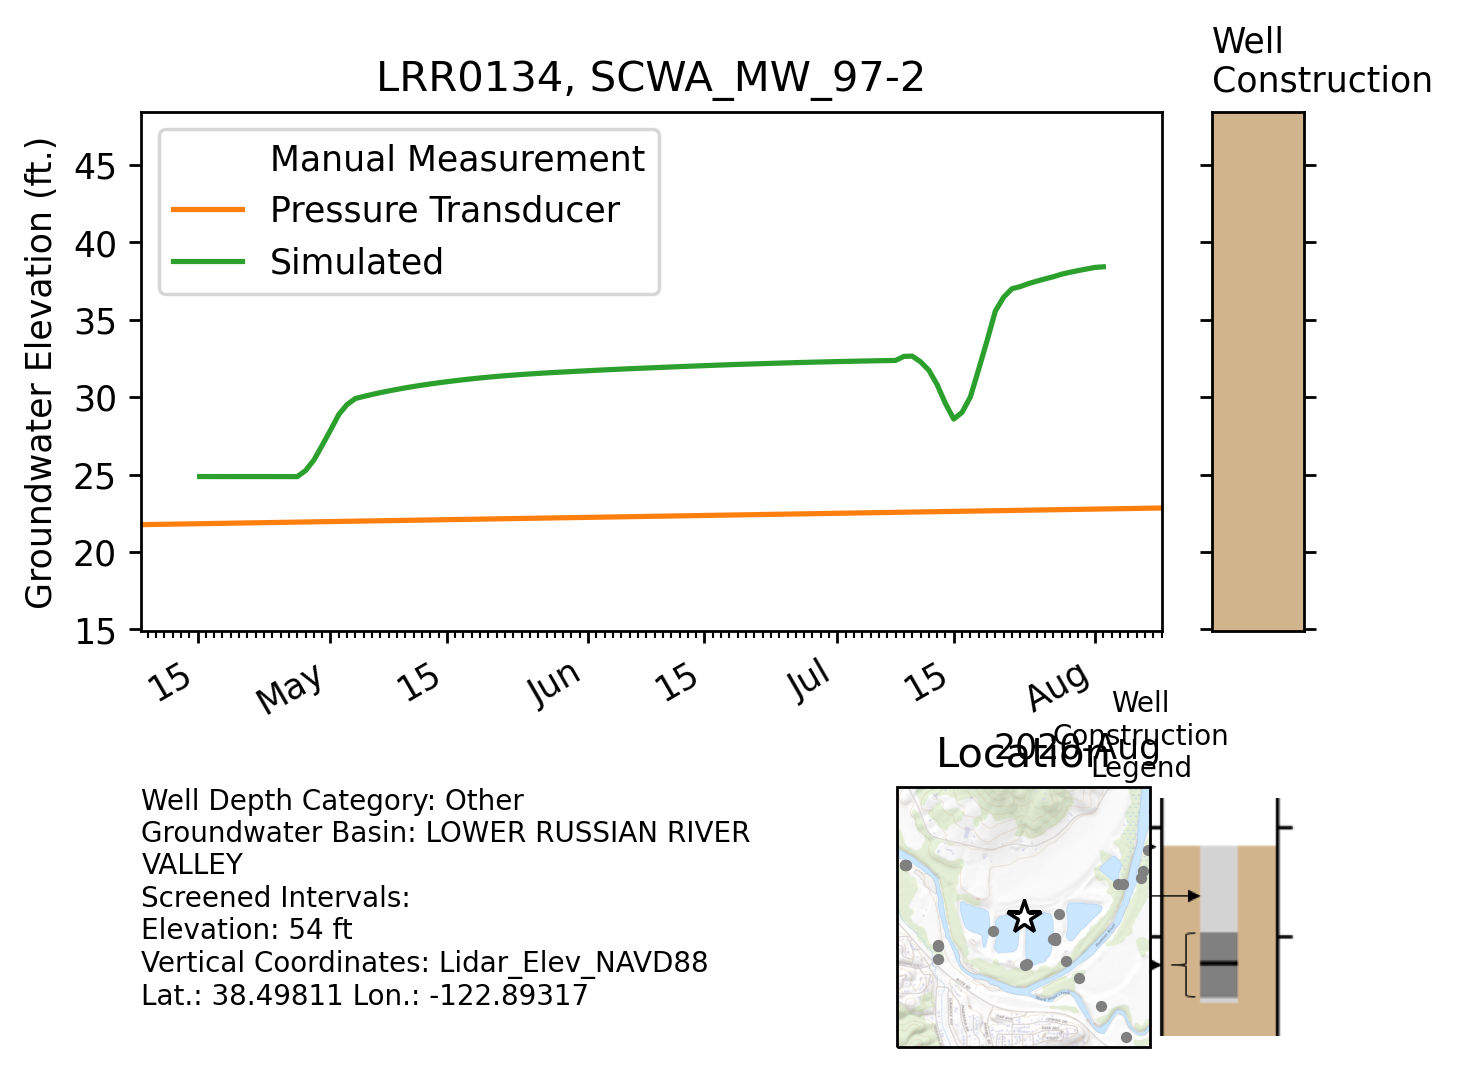 Well
Construction
LRR0134, SCWA_MW_97-2
Groundwater Elevation (ft.)
45
40
35
30
25
20
15
Manual Measurement
Pressure Transducer
Simulated
15
May
15
Jun
15
Jul
15
Aug
2020-Aug
Location
Well
Construction
Legend
Well Depth Category: Other
Groundwater Basin: LOWER RUSSIAN RIVER
VALLEY
Screened Intervals:
Elevation: 54 ft
Vertical Coordinates: Lidar_Elev_NAVD88
Lat.: 38.49811 Lon.: -122.89317